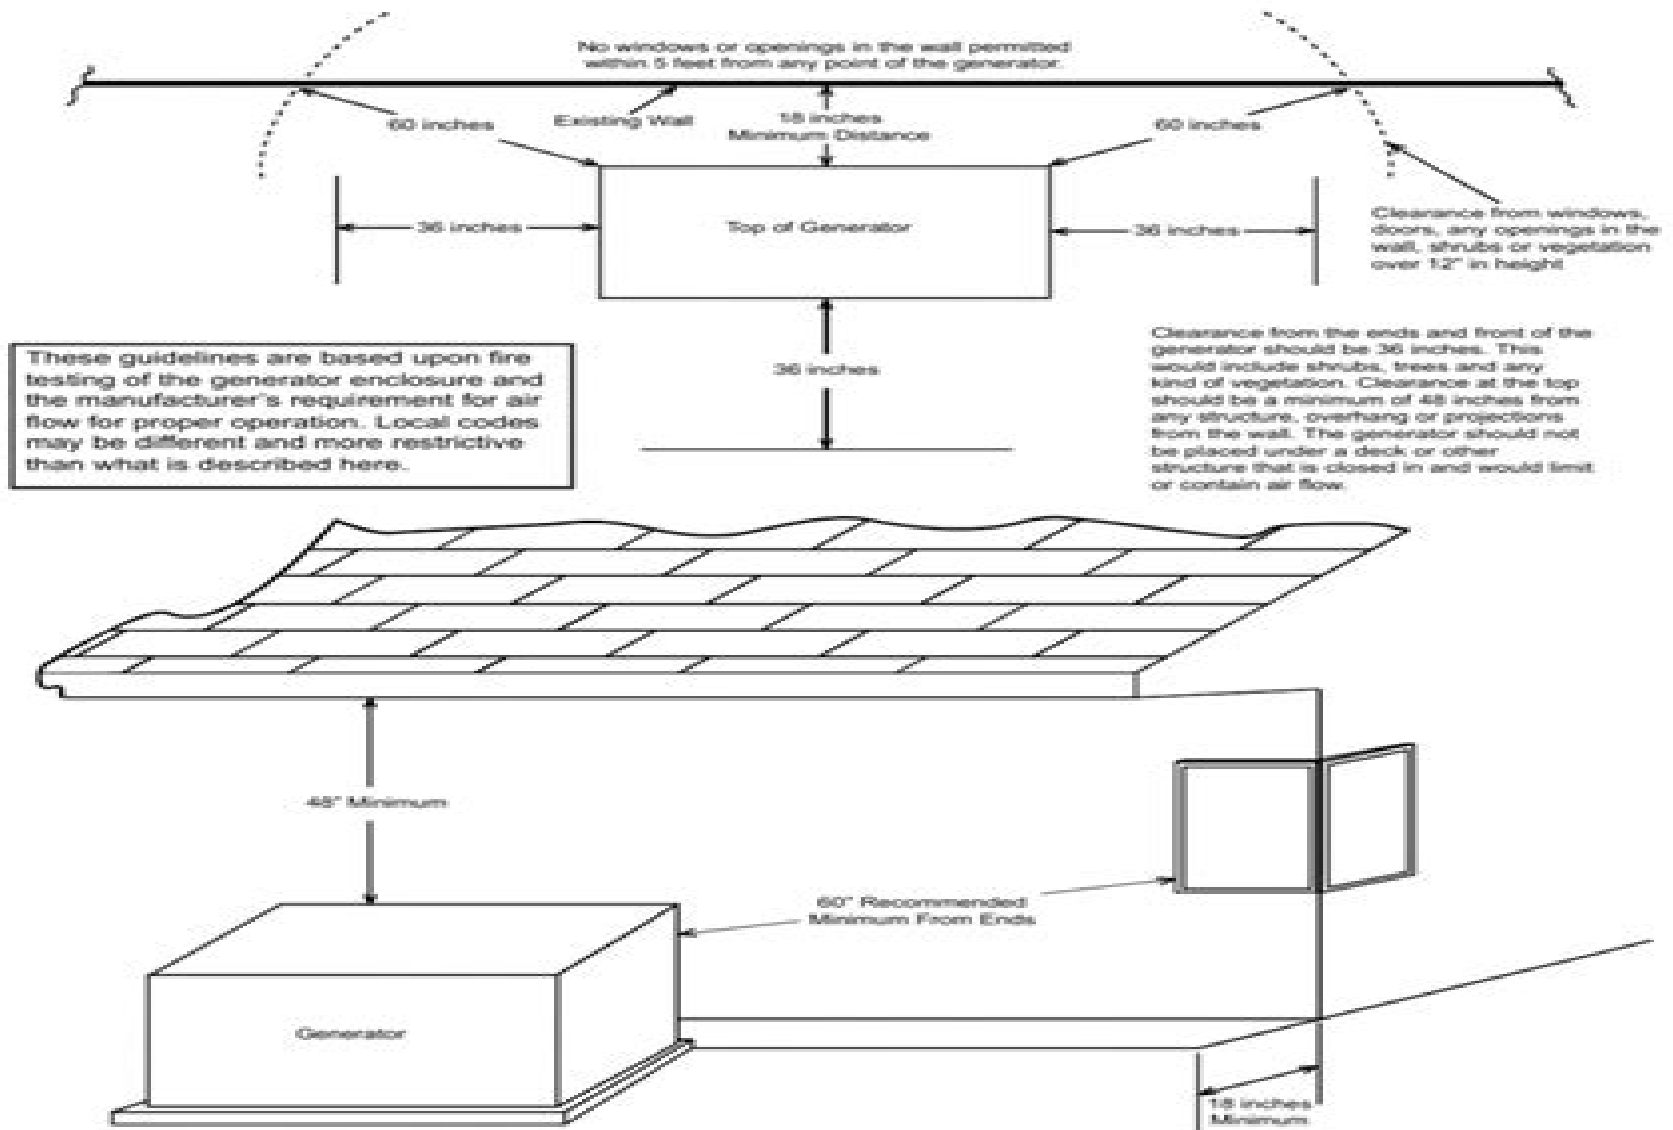 No windows or openings in the wall permitted
within 5 feet from any point of the generator
60 inches
Existing Wall
18 inches
Minimum Distance
60 inches
36 inches
Top of Generator
36 inches
Clearance from windows,
doors, any openings in the
wall, shrubs or vegetation
over 12" in height
36 inches
These guidelines are based upon fire
testing of the generator enclosure and
the manufacturer's requirement for air
flow for proper operation. Local codes
may be different and more restrictive
than what is described here.
Clearance from the ends and front of the
generator should be 36 inches. This
would include shrubs, trees and any
kind of vegetation. Clearance at the top
should be a minimum of 48 inches from
any structure, overhang or projections
from the wall. The generator should not
be placed under a deck or other
structure that is closed in and would limit
or contain air flow.
48" Minimum
60" Recommended
Minimum From Ends
Generator
18 inches
Minimum